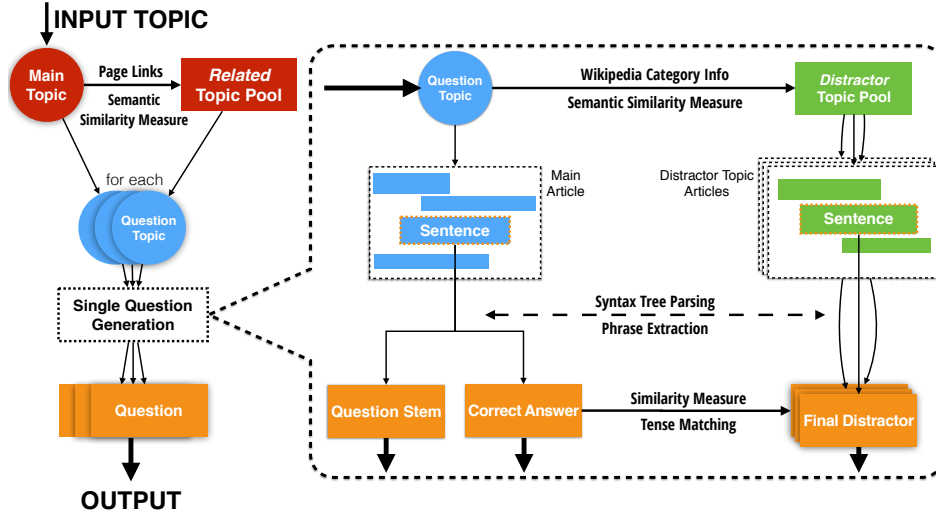 INPUT TOPIC
Main
Topic
Page Links
Semantic
Similarity Measure
Related
Topic Pool
for each
Question
Topic
Single Question
Generation
Question
OUTPUT
Question
Topic
Wikipedia Category Info
Semantic Similarity Measure
Distractor
Topic Pool
Main
Article
Sentence
Distractor Topic
Articles
Sentence
Syntax Tree Parsing
Phrase Extraction
Question Stem
Correct Answer
Similarity Measure
Tense Matching
Final Distractor